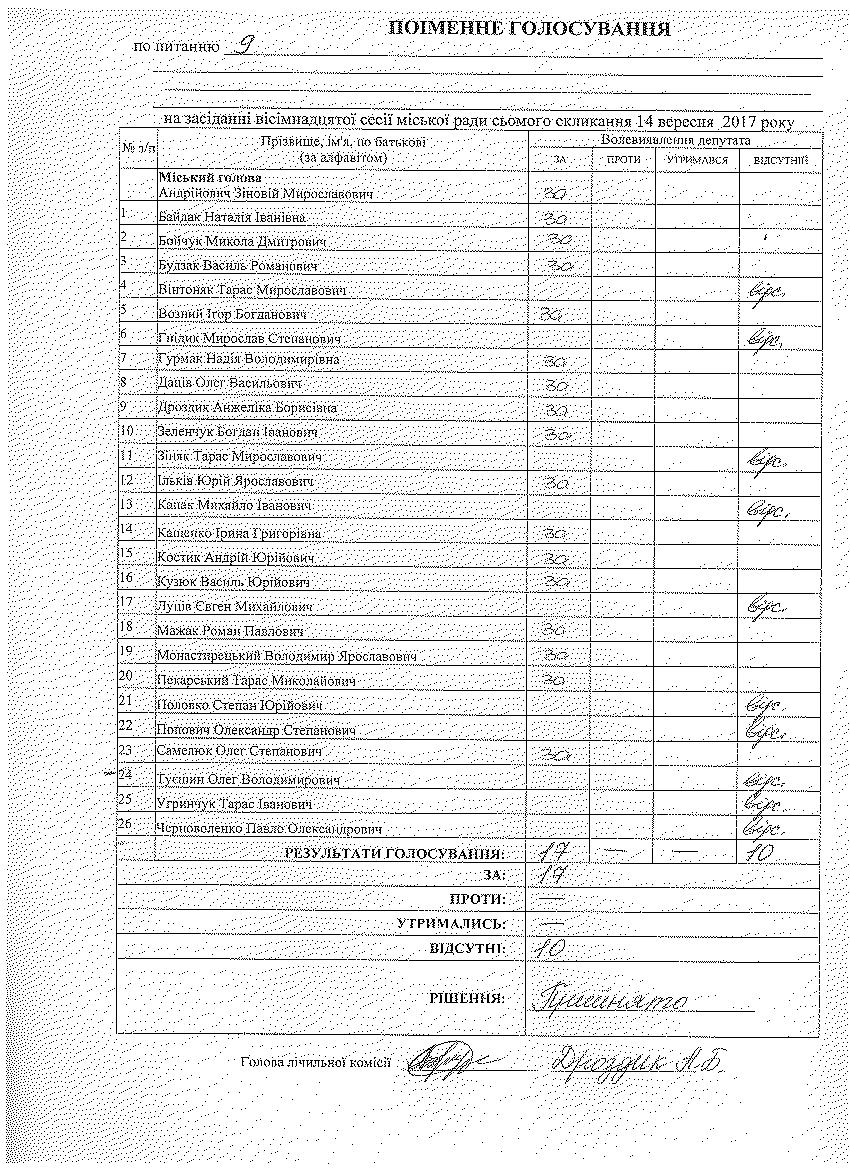 ПОІМЕННЕ ГОЛОСУВАННЯ
по питанню 9
на засіданні вісімнадцятої сесії міської ради сьомого скликання 14 вересня 2017 року
№ з/п Прізвище, ім'я, по батькові Волевиявлення депутата
(за алфавітом) ЗА ПРОТИ УТРИМАВСЯ ВІДСУТНІЙ
Міський голова
Андрійович Зіновій Мирославович за
1 Байдак Наталія Іванівна за
2 Бойчук Микола Дмитрович за
3 Будзак Василь Романович за
4 Вінтоняк Тарас Мирославович відс.
5 Возний Ігор Богданович за
6 Гнідик Мирослав Степанович відс.
7 Гурмак Надія Володимирівна за
8 Даців Олег Васильович за
9 Дроздик Анжеліка Борисівна за
10 Зеленчук Богдан Іванович за
11 Зіняк Тарас Мирославович відс.
12 Ільків Юрій Ярославович за
13 Капак Михайло Іванович відс.
14 Кащенко Ірина Григорівна за
15 Костик Андрій Юрійович за
16 Кузюк Василь Юрійович за
17 Луців Євген Михайлович відс.
18 Мажак Роман Павлович за
19 Монастирецький Володимир Ярославович за
20 Пекарський Тарас Миколайович за
21 Половко Степан Юрійович відс.
22 Попович Олександр Степанович відс.
23 Самелюк Олег Степанович за
24 Туєшин Олег Володимирович відс.
25 Угринчук Тарас Іванович відс.
26 Черноволенко Павло Олександрович відс.
РЕЗУЛЬТАТИ ГОЛОСУВАННЯ: 17 — — 10
ЗА: 17
ПРОТИ: —
УТРИМАЛИСЬ: —
ВІДСУТНІ: 10
РІШЕННЯ: Прийнято
Голова лічильної комісії Дроздик А.Б.